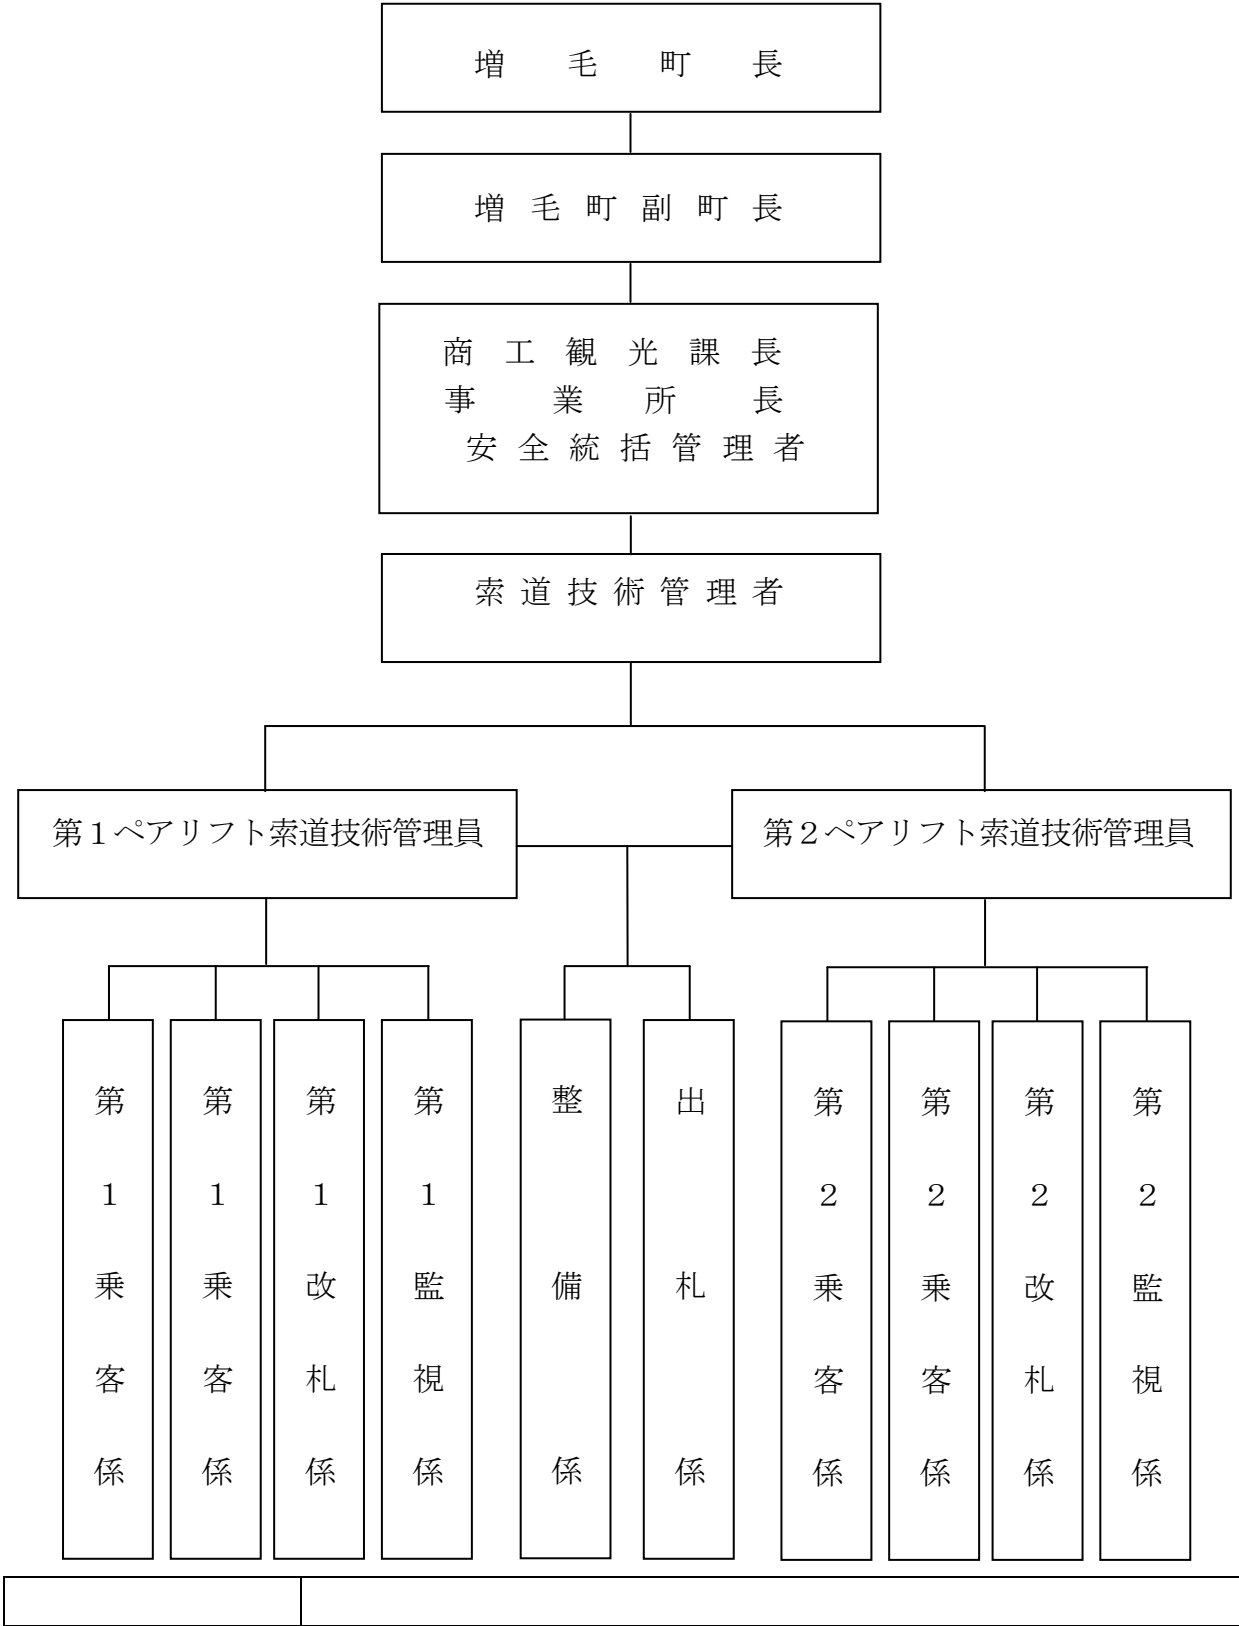 増毛町長
増毛町副町長
商工観光課長
事業所長
安全統括管理者
索道技術管理者
第１ペアリフト索道技術管理員
第２ペアリフト索道技術管理員
第１乗客係
第１乗客係
第１改札係
第１監視係
整備係
出札係
第２乗客係
第２乗客係
第２改札係
第２監視係